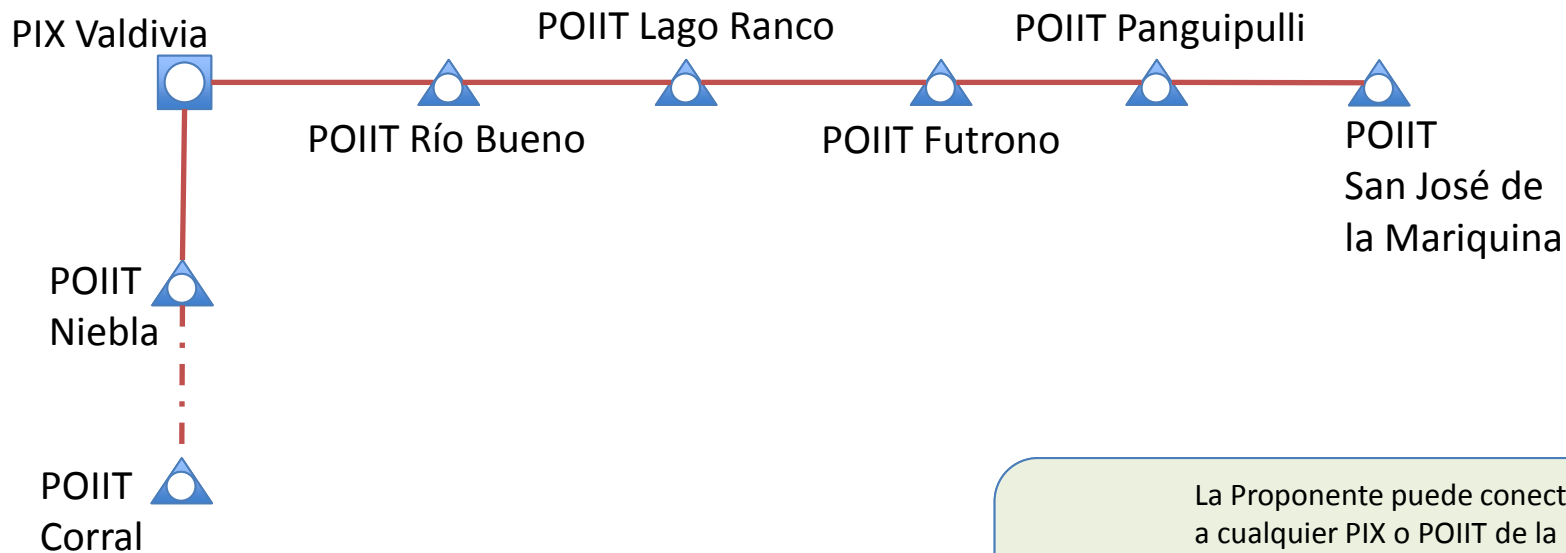 PIX Valdivia
POIIT Lago Ranco
POIIT Panguipulli
POIIT Río Bueno
POIIT Futrono
POIIT
San José de
la Mariquina
POIIT
Niebla
POIIT
Corral
La Proponente puede conect
a cualquier PIX o POIIT de la